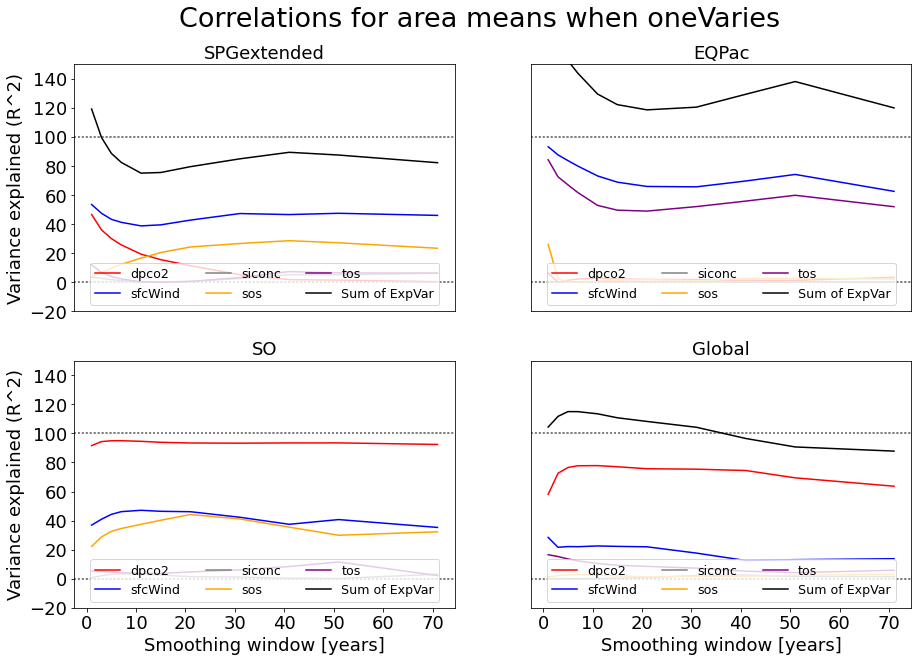 Correlations for area means when oneVaries
SPGextended
EQPac
Variance explained (R^2)
140
120
100
80
60
40
20
0
−20
dpco2 siconc tos
sfcWind sos Sum of ExpVar
dpco2 siconc tos
sfcWind sos Sum of ExpVar
SO
Global
Variance explained (R^2)
140
120
100
80
60
40
20
0
−20
dpco2 siconc tos
sfcWind sos Sum of ExpVar
dpco2 siconc tos
sfcWind sos Sum of ExpVar
0 10 20 30 40 50 60 70
0 10 20 30 40 50 60 70
Smoothing window [years]
Smoothing window [years]